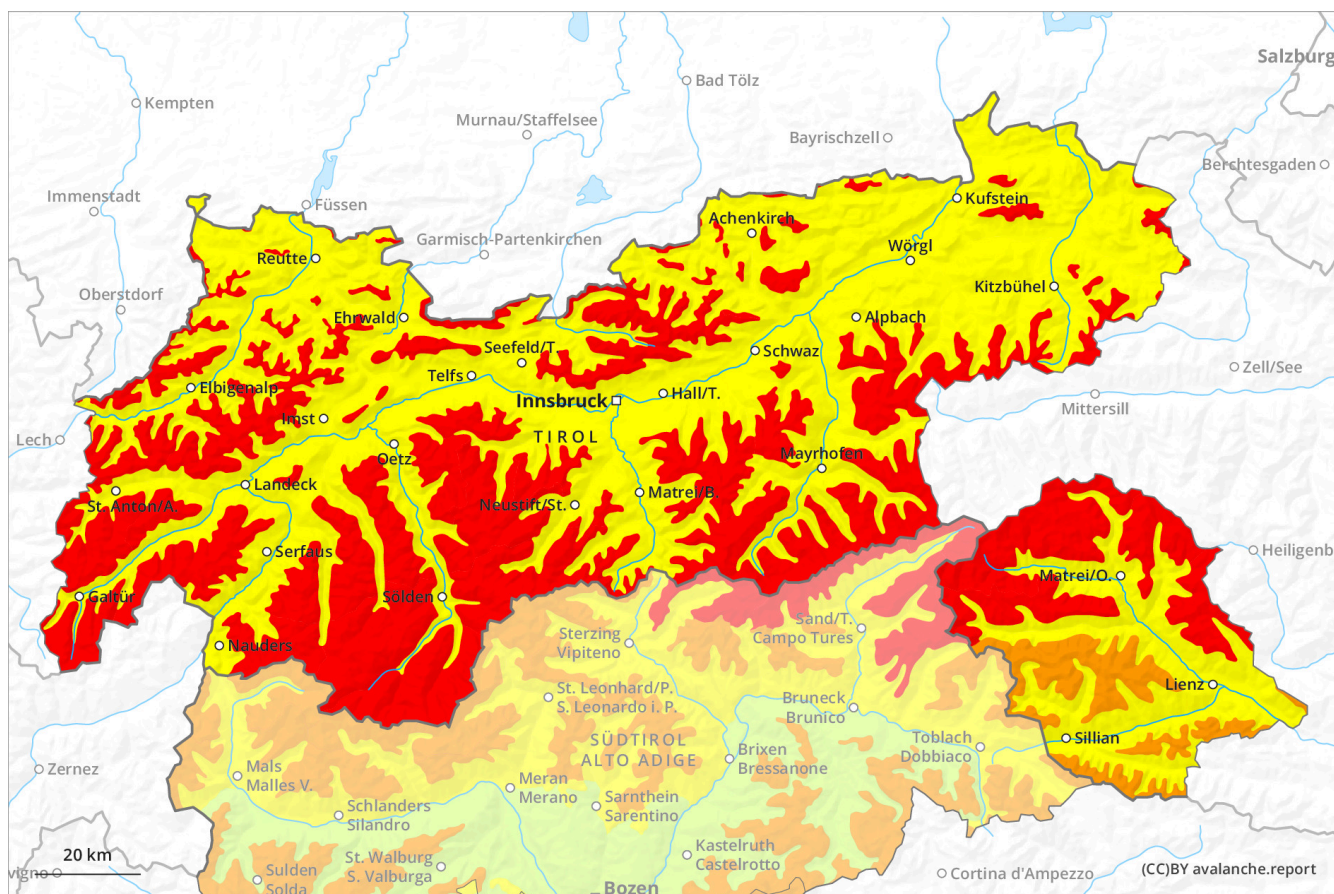 Salzburg
Bad Tölz
Kempten
Murnau/Staffelsee
Bayrischzell
Berchtesgaden
Immenstadt
Füssen
Kufstein
Achenkirch
Garmisch-Partenkirchen
Wörgl
Reutte
Kitzbühel
Oberstdorf
Ehrwald
Alpbach
Seefeld/T.
Schwaz
Zell/See
Telfs
Elbigenalp
Hall/T.
Innsbruck
Mittersill
Imst
Lech
TIROL
Oetz
Mayrhofen
Landeck
Matrei/B.
St. Anton/A.
Neustift/St.
Serfaus
Heiligenb
Matrei/O.
Galtür
Sölden
Sand/T.
Campo Tures
Sterzing
Vipiteno
Nauders
Lienz
St. Leonhard/P.
S. Leonardo i. P.
Bruneck
Brunico
Sillian
SÜDTIROL
ALTO ADIGE
Toblach
Dobbiaco
Brixen
Bressanone
Zernez
Mals
Malles V.
Meran
Merano
Sarnthein
Sarentino
Schlanders
Silandro
20 km
St. Walburg
S. Valburga
Kastelruth
Castelrotto
vigno
Sulden
Solda
Cortina d'Ampezzo
(CC)BY avalanche.report
Bozen